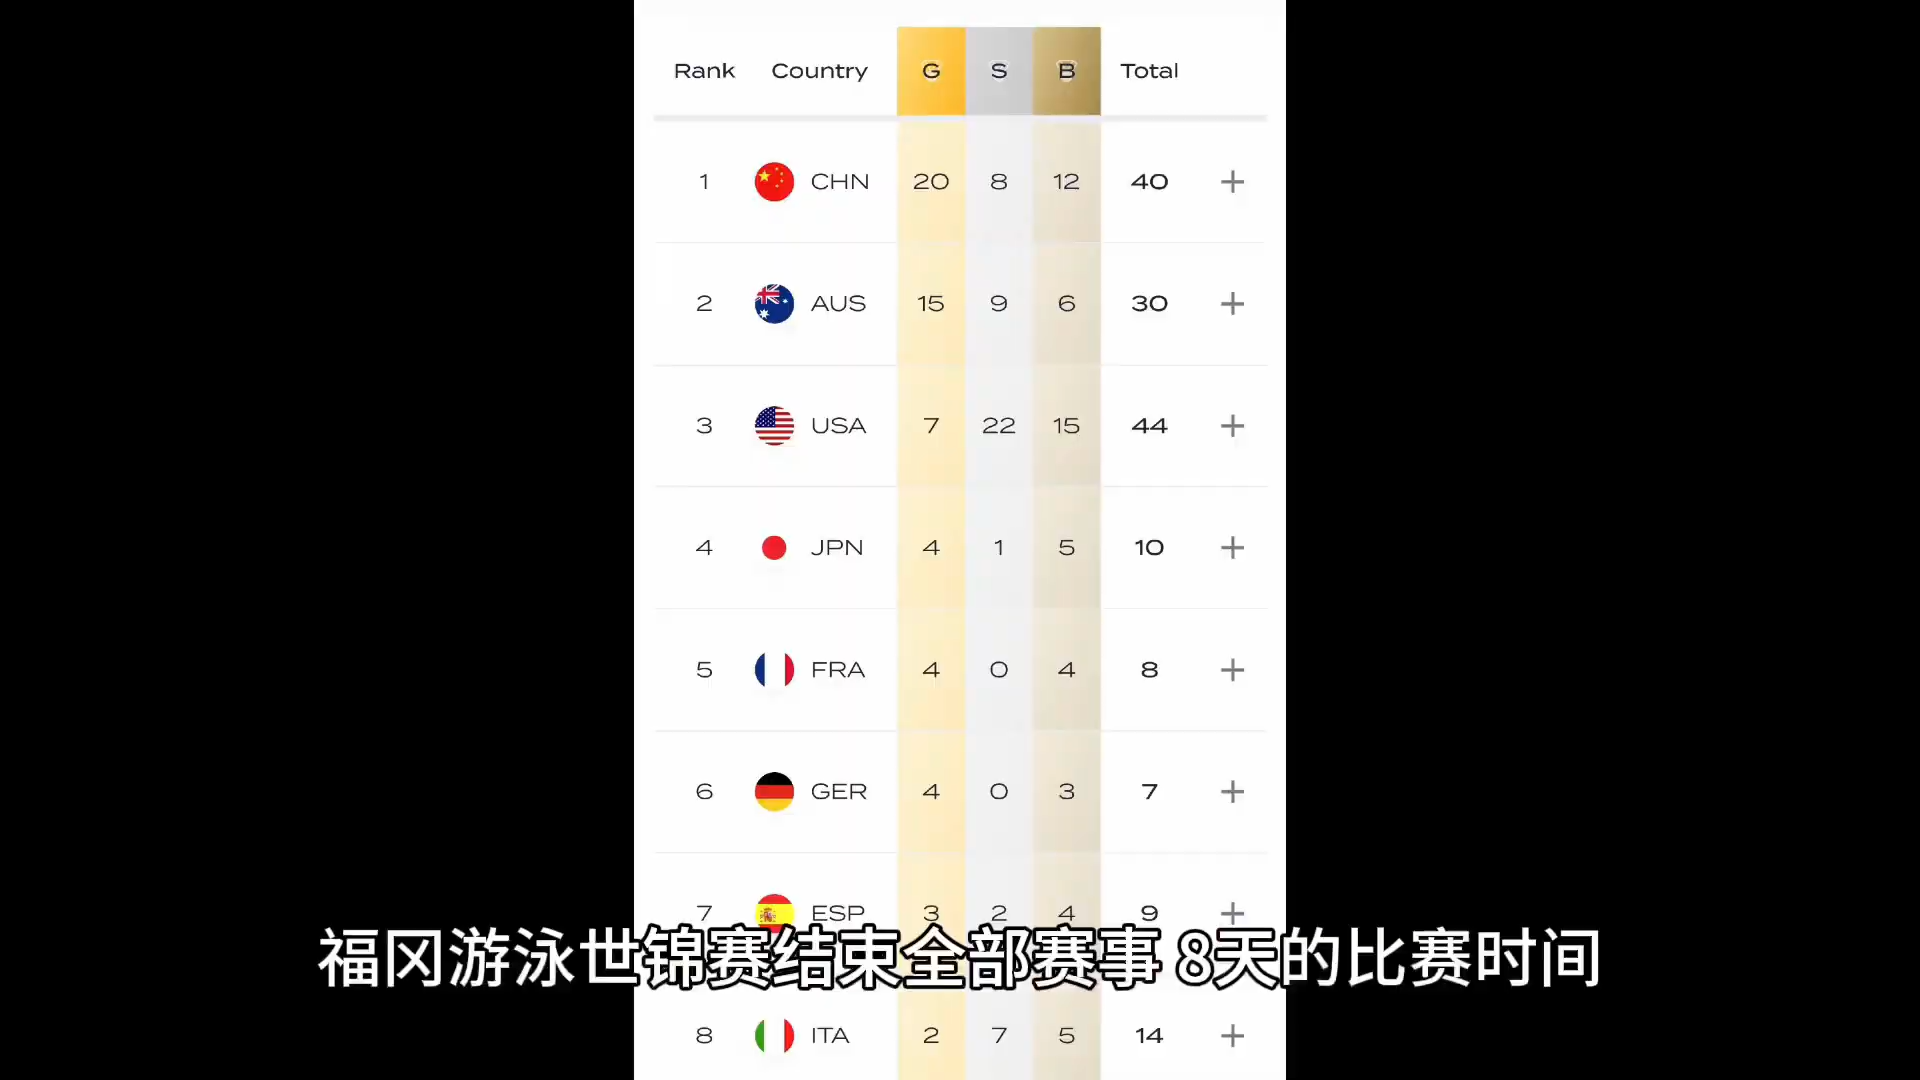 Rank Country G S B Total
1 CHN 20 8 12 40 +
2 AUS 15 9 6 30 +
3 USA 7 22 15 44 +
4 JPN 4 1 5 10 +
5 FRA 4 0 4 8 +
6 GER 4 0 3 7 +
7 ESP 3 2 4 9 +
福冈游泳世锦赛结束全部赛事 8天的比赛时间
8 ITA 2 7 5 14 +